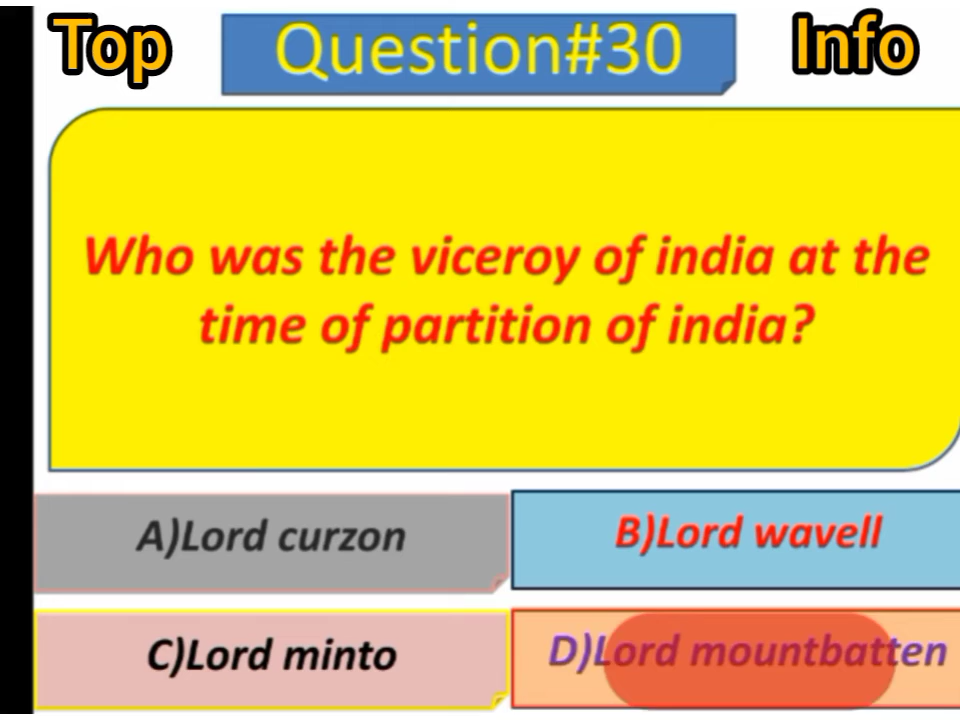 Top Question#30 Info
Who was the viceroy of india at the
time of partition of india?
A)Lord curzon
B)Lord wavell
C)Lord minto
D)Lord mountbatten